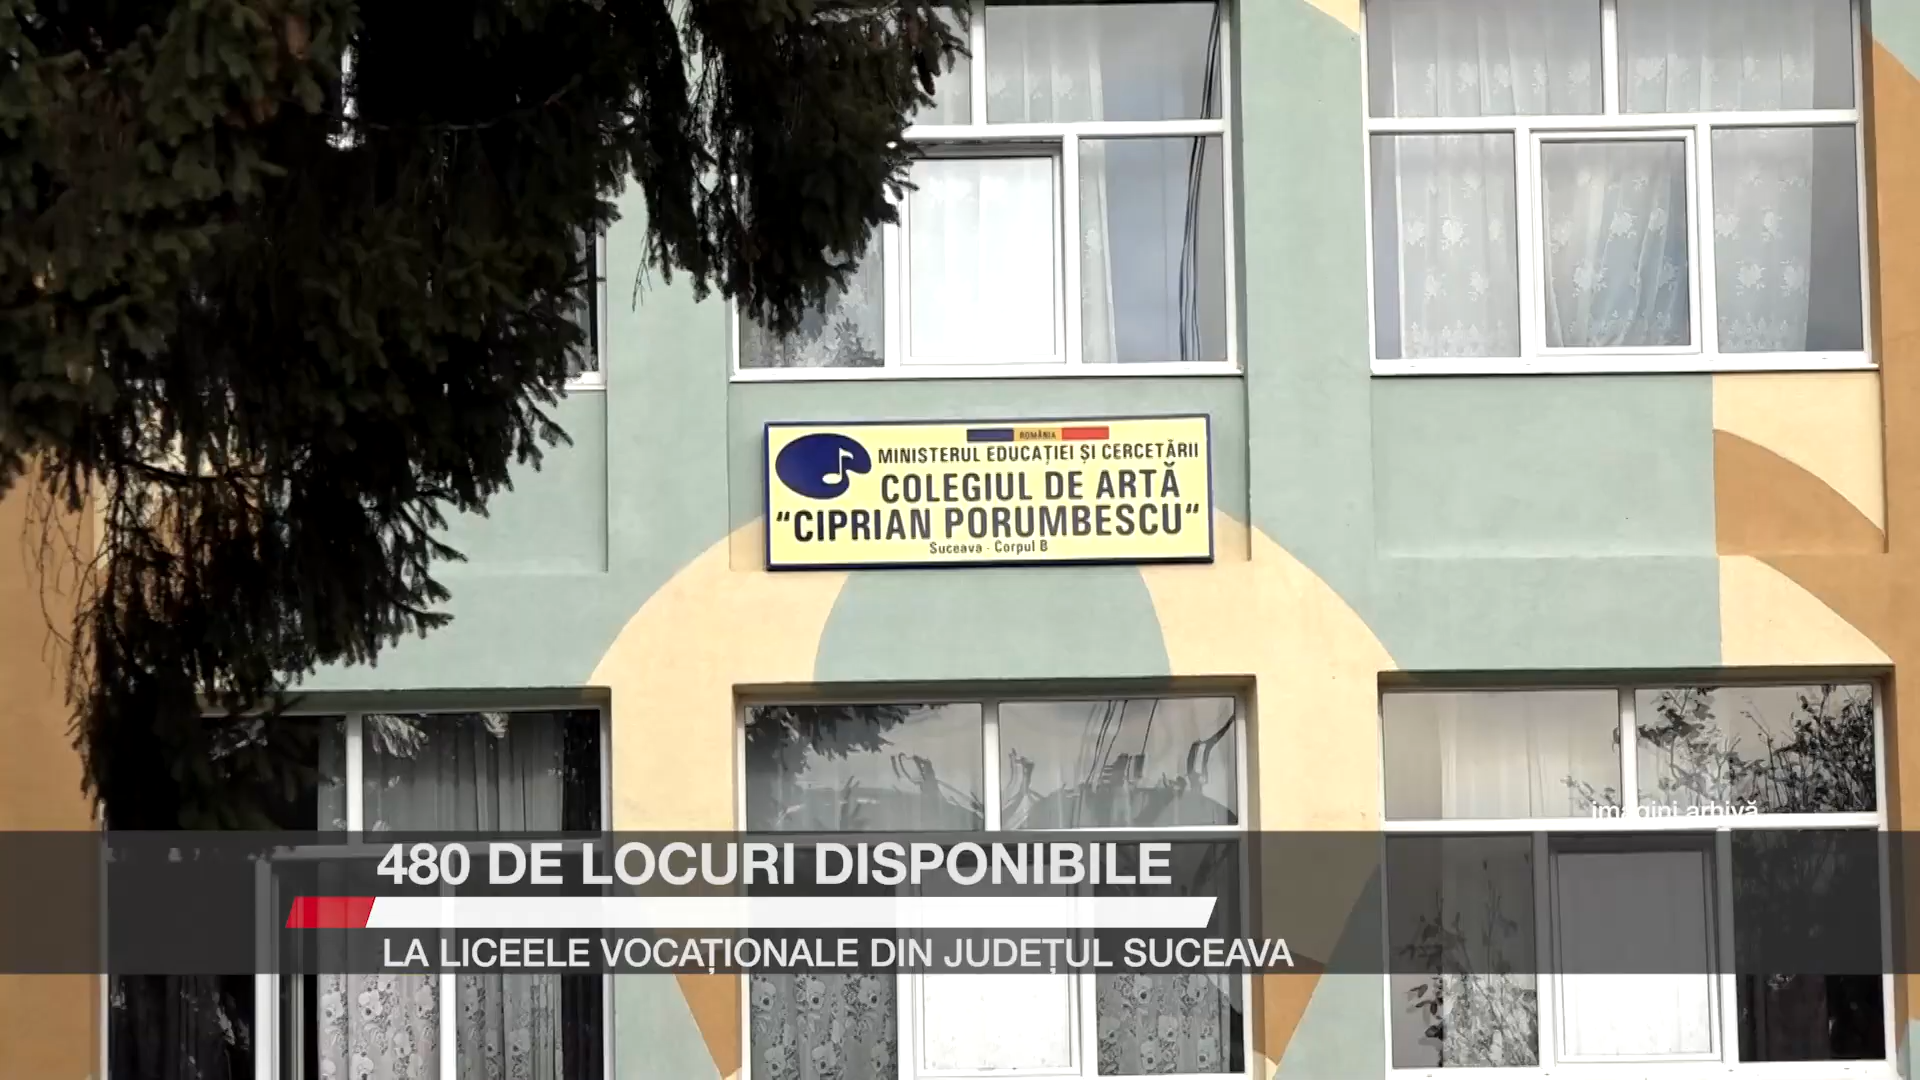 ROMÂNIA
MINISTERUL EDUCAȚIEI ȘI CERCETĂRII
COLEGIUL DE ARTĂ
"CIPRIAN PORUMBESCU"
Suceava - Corpul B
imagini arhivă
480 DE LOCURI DISPONIBILE
LA LICEELE VOCAȚIONALE DIN JUDEȚUL SUCEAVA